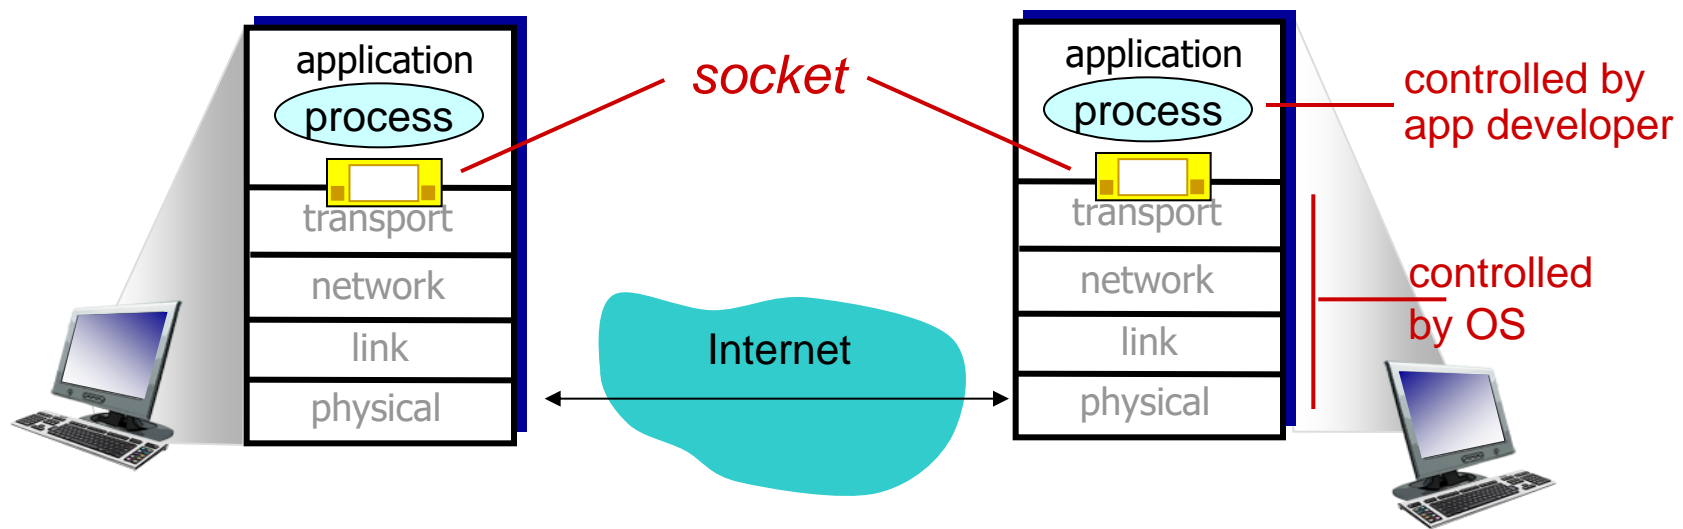 application
process
transport
network
link
physical
socket
Internet
application
process
transport
network
link
physical
controlled by
app developer
controlled
by OS